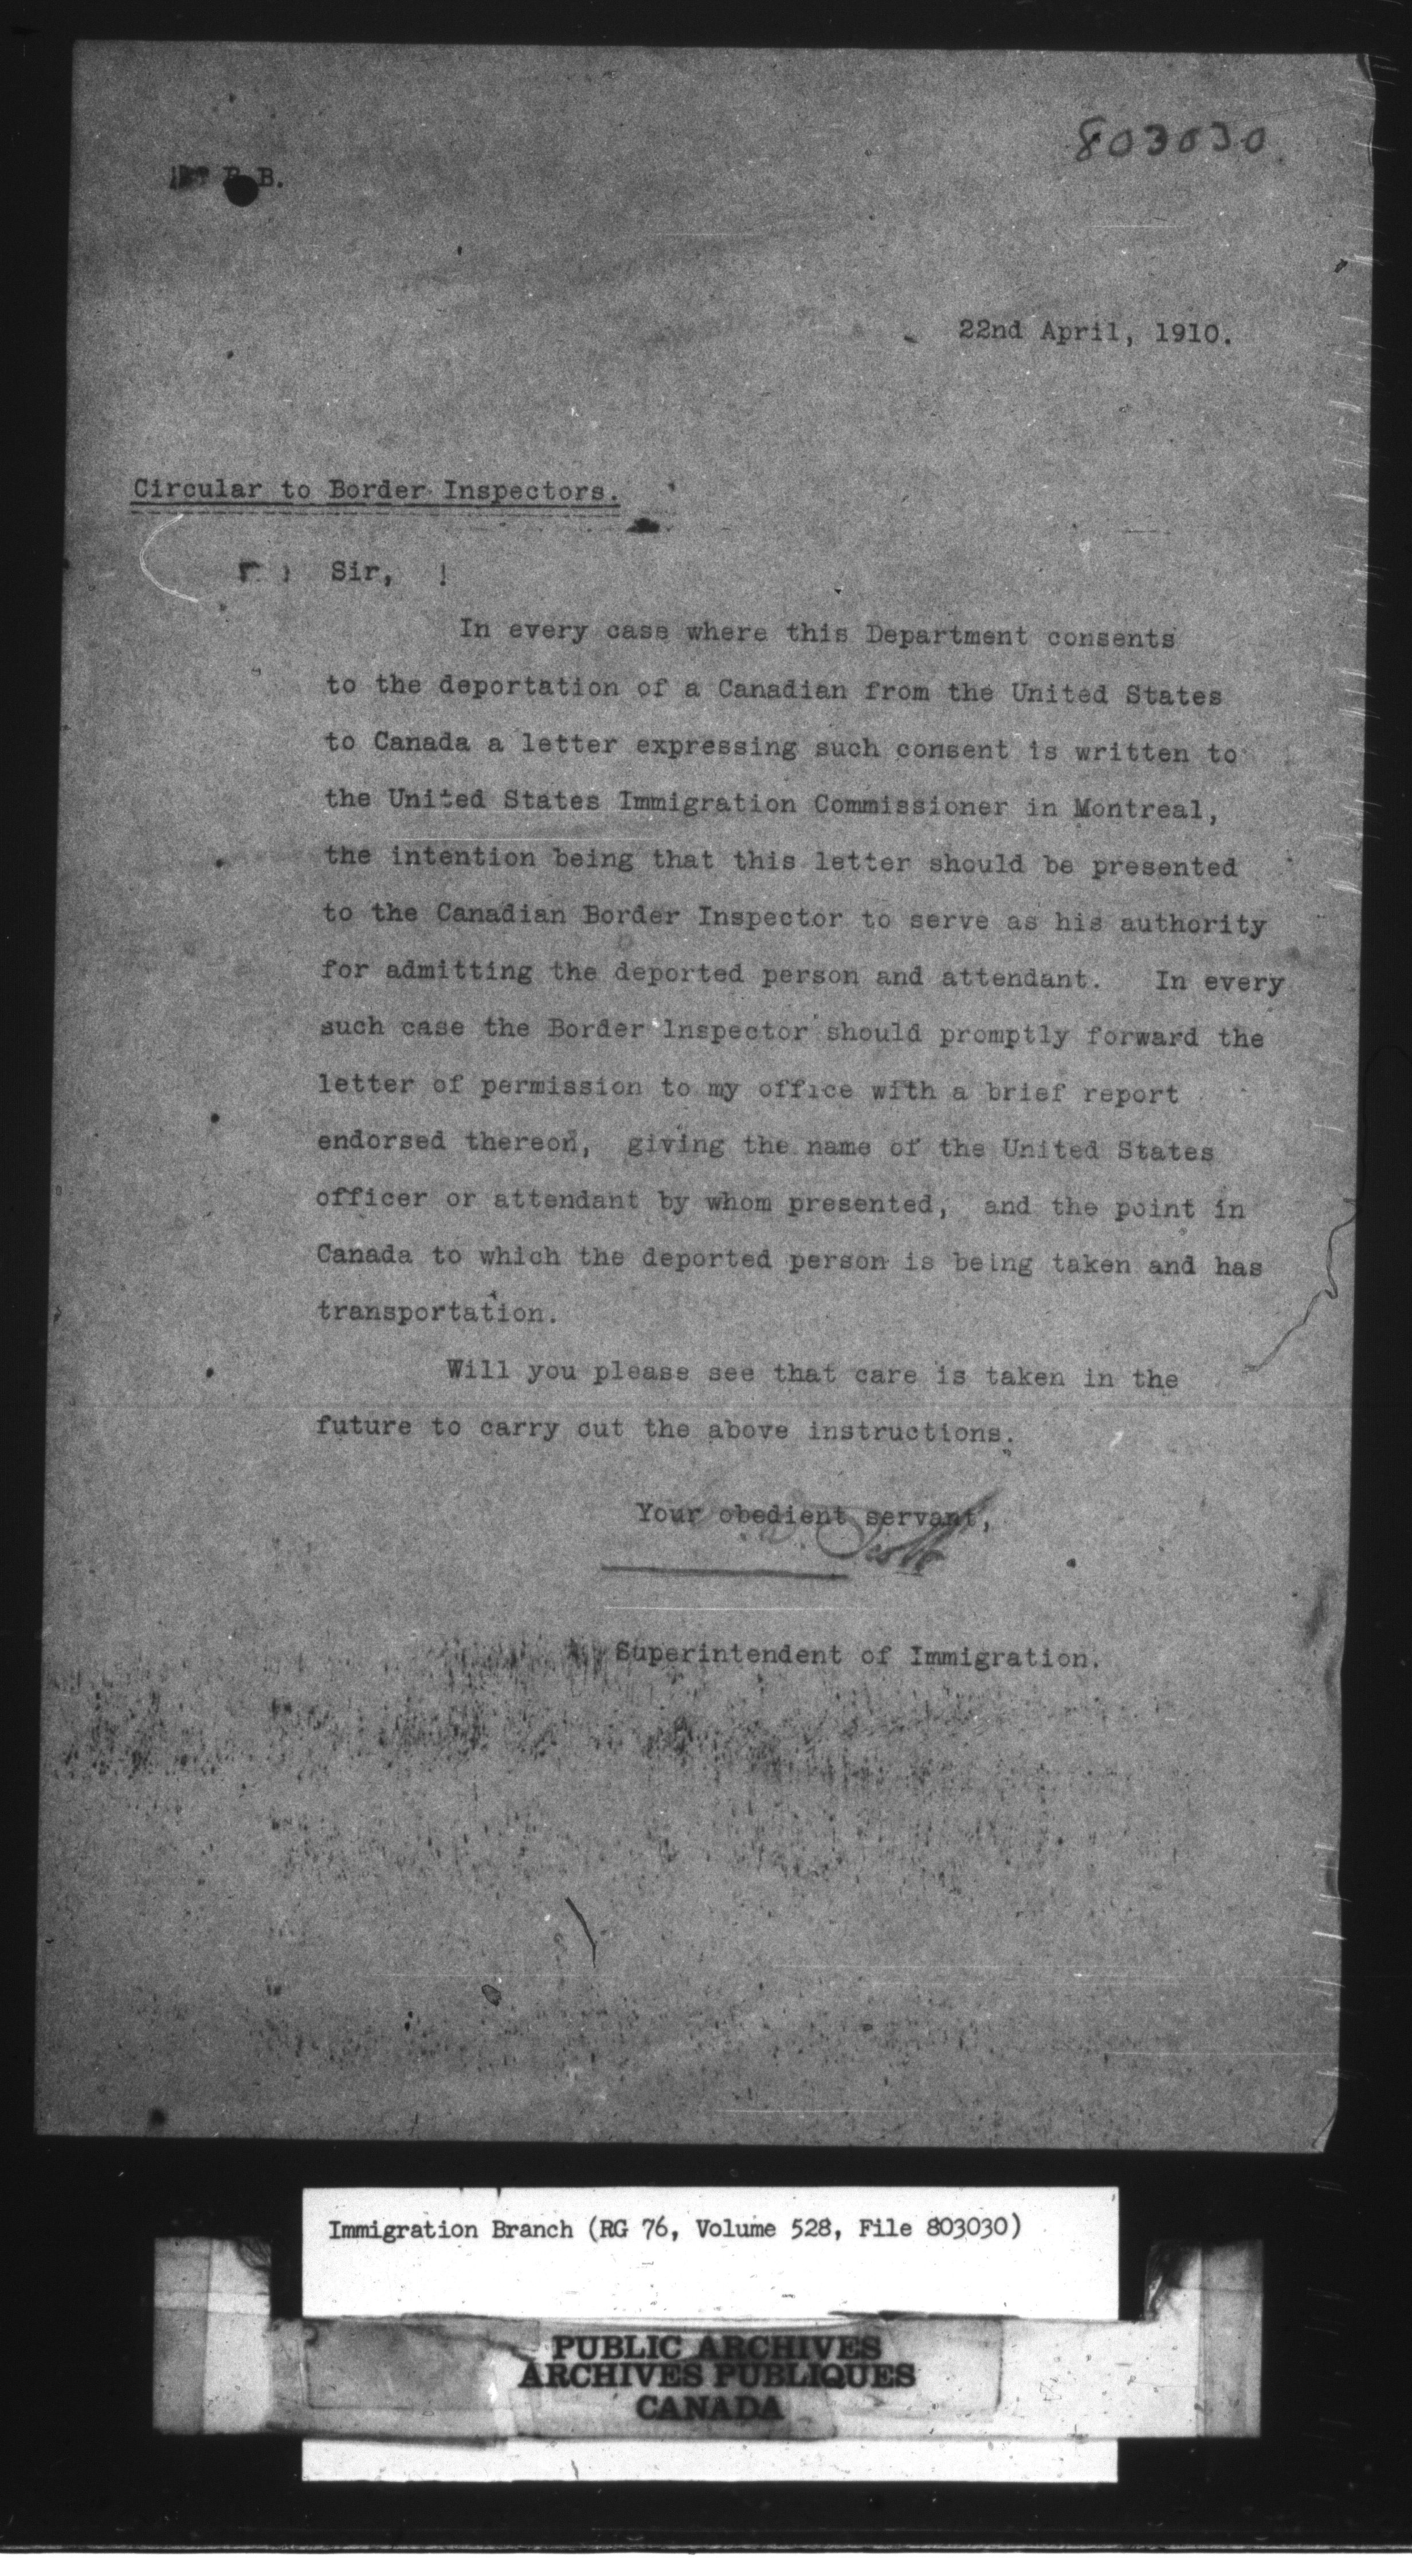 803030
B.
22nd April, 1910.
Circular to Border Inspectors.
Sir,
In every case where this Department consents
to the deportation of a Canadian from the United States
to Canada a letter expressing such consent is written to
the United States Immigration Commissioner in Montreal,
the intention being that this letter should be presented
to the Canadian Border Inspector to serve as his authority
for admitting the deported person and attendant. In every
such case the Border Inspector should promptly forward the
letter of permission to my office with a brief report
endorsed thereon, giving the name of the United States
officer or attendant by whom presented, and the point in
Canada to which the deported person is being taken and has
transportation.
Will you please see that care is taken in the
future to carry out the above instructions.
Your obedient servant,
Scott
Superintendent of Immigration.
Immigration Branch (RG 76, Volume 528, File 803030)
PUBLIC ARCHIVES
ARCHIVES PUBLIQUES
CANADA